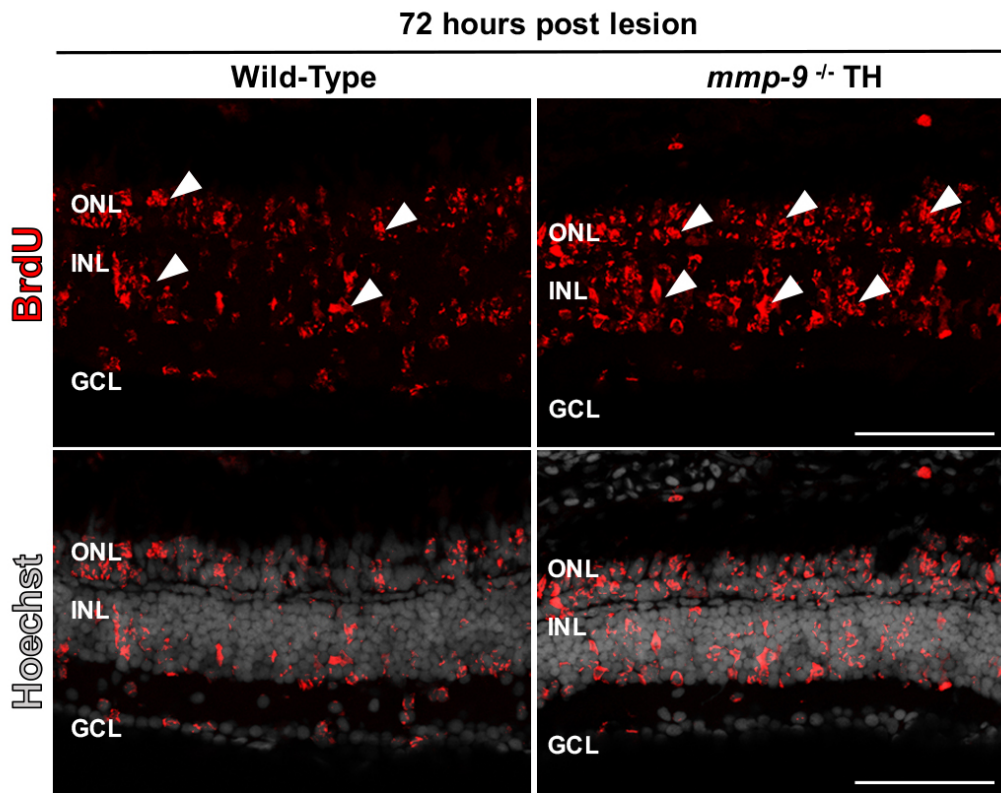 72 hours post lesion
Wild-Type
mmp-9 -/- TH
BrdU
ONL
INL
GCL
ONL
INL
GCL
Hoechst
ONL
INL
GCL
ONL
INL
GCL